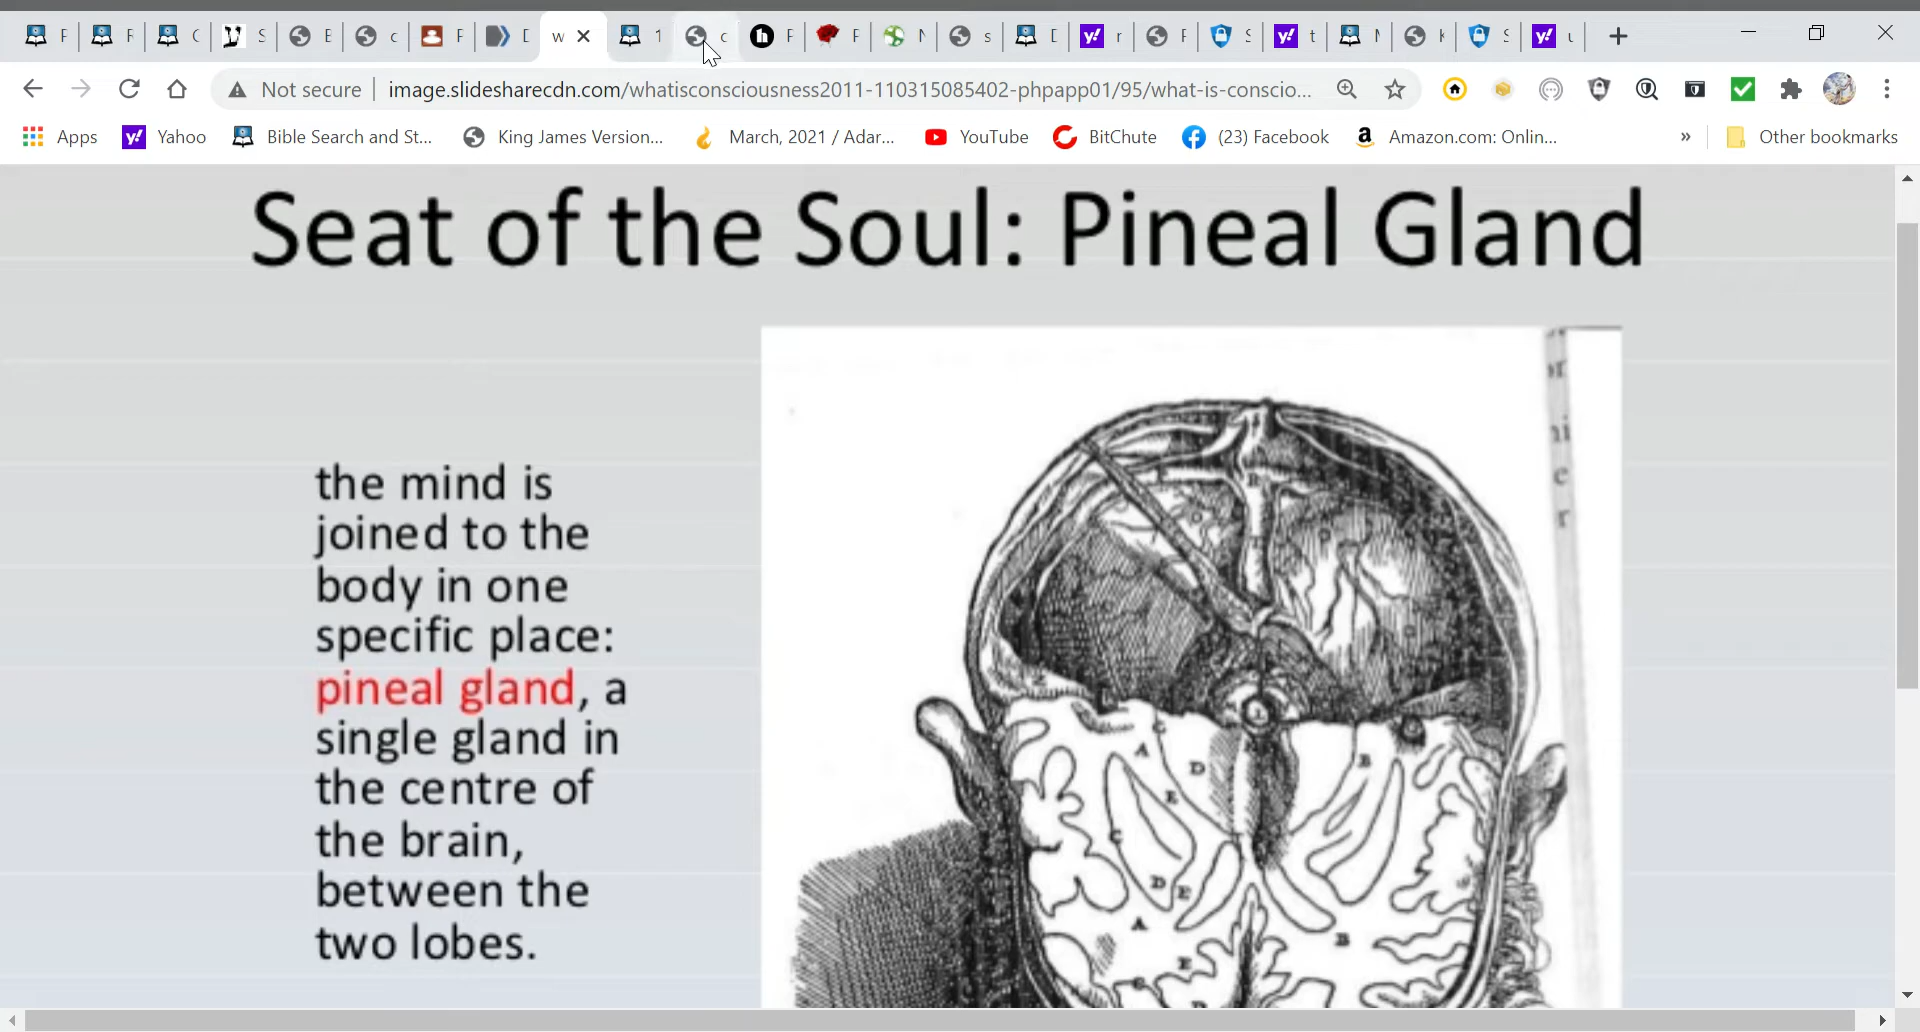 F
F
C
S
E
c
F
D
w
1
c
F
F
N
s
D
r
F
S
t
N
k
S
u
Not secure
image.slidesharecdn.com/whatisconsciousness2011-110315085402-phpapp01/95/what-is-conscio...
Apps
Yahoo
Bible Search and St...
King James Version...
March, 2021 / Adar...
YouTube
BitChute
(23) Facebook
Amazon.com: Onlin...
»
Other bookmarks
Seat of the Soul: Pineal Gland
the mind is
joined to the
body in one
specific place:
pineal gland, a
single gland in
the centre of
the brain,
between the
two lobes.